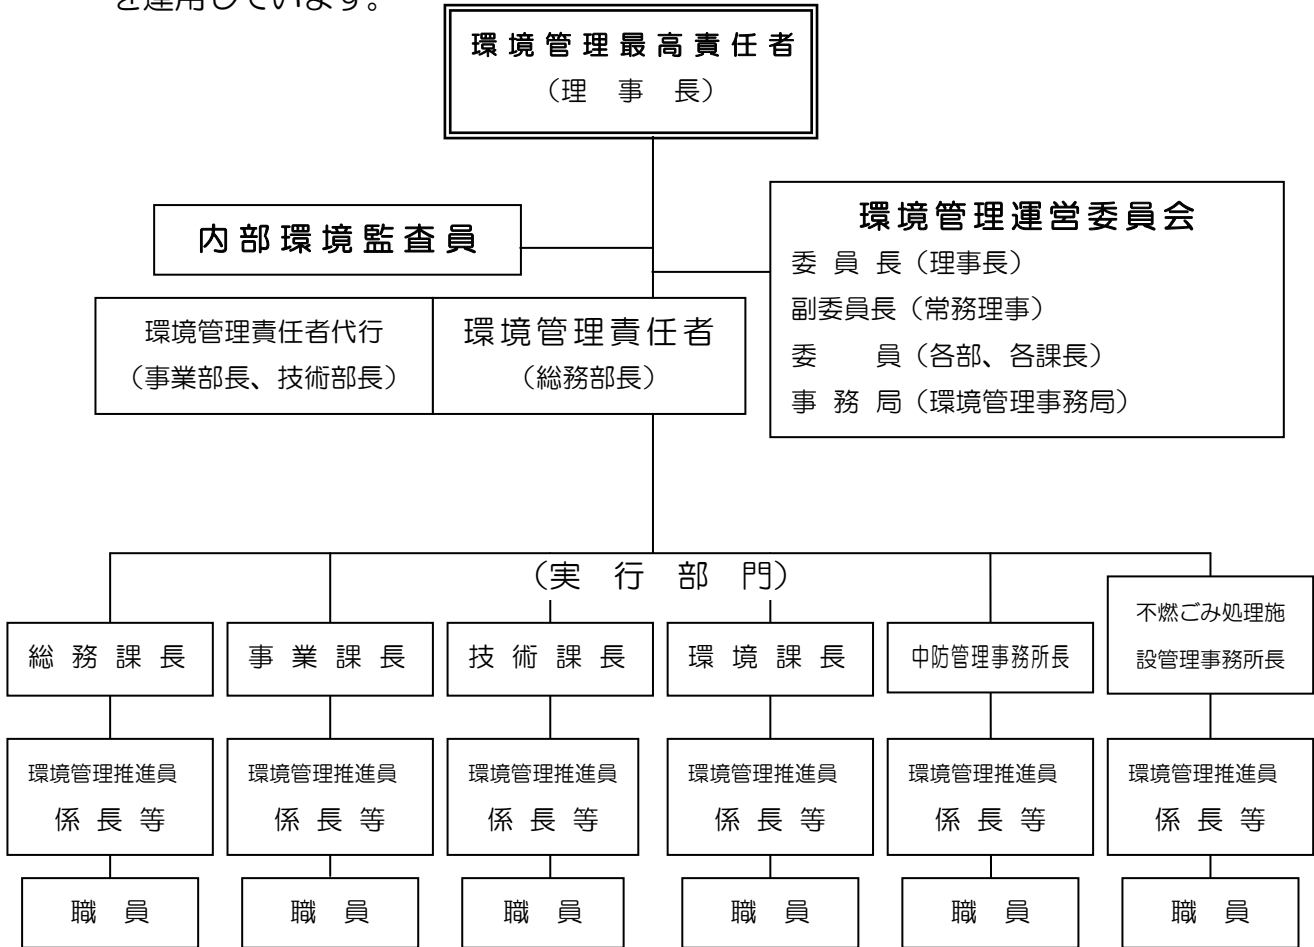 を運用しています。
環境管理最高責任者
（理　事　長）
内部環境監査員
環境管理運営委員会
委 員 長（理事長）
副委員長（常務理事）
委　　員（各部、各課長）
事 務 局（環境管理事務局）
環境管理責任者代行
（事業部長、技術部長）
環境管理責任者
（総務部長）
（実　行　部　門）
総 務 課 長
事 業 課 長
技 術 課 長
環 境 課 長
中防管理事務所長
不燃ごみ処理施
設管理事務所長
環境管理推進員
係 長 等
環境管理推進員
係 長 等
環境管理推進員
係 長 等
環境管理推進員
係 長 等
環境管理推進員
係 長 等
環境管理推進員
係 長 等
職　員
職　員
職　員
職　員
職　員
職　員